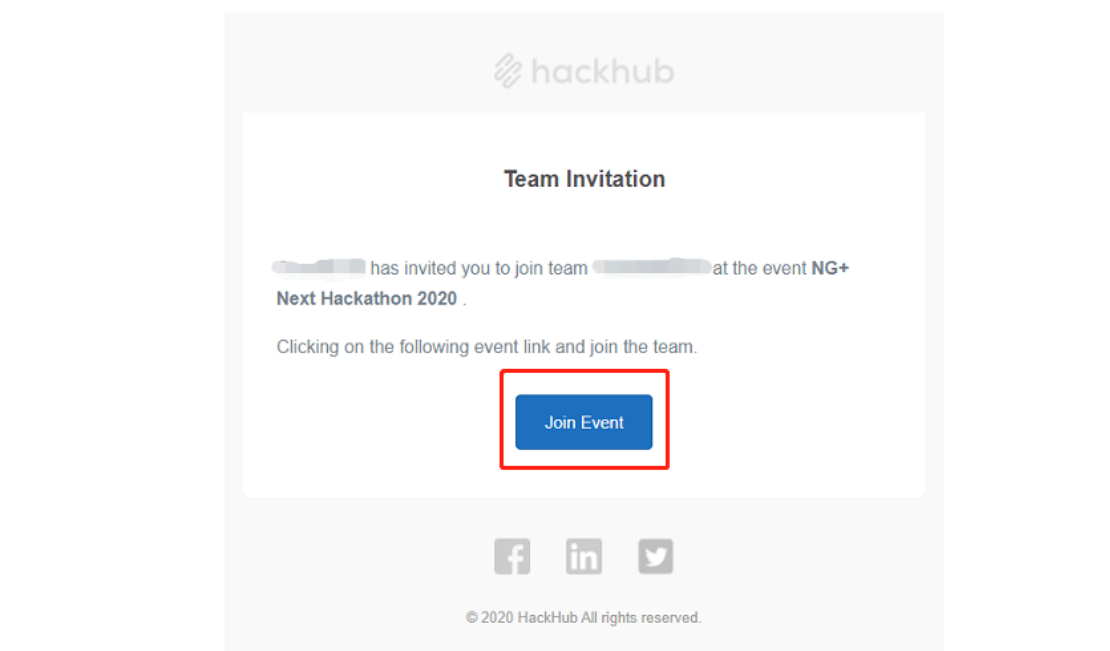 hackhub
Team Invitation
has invited you to join team at the event NG+
Next Hackathon 2020 .
Clicking on the following event link and join the team.
Join Event
© 2020 HackHub All rights reserved.